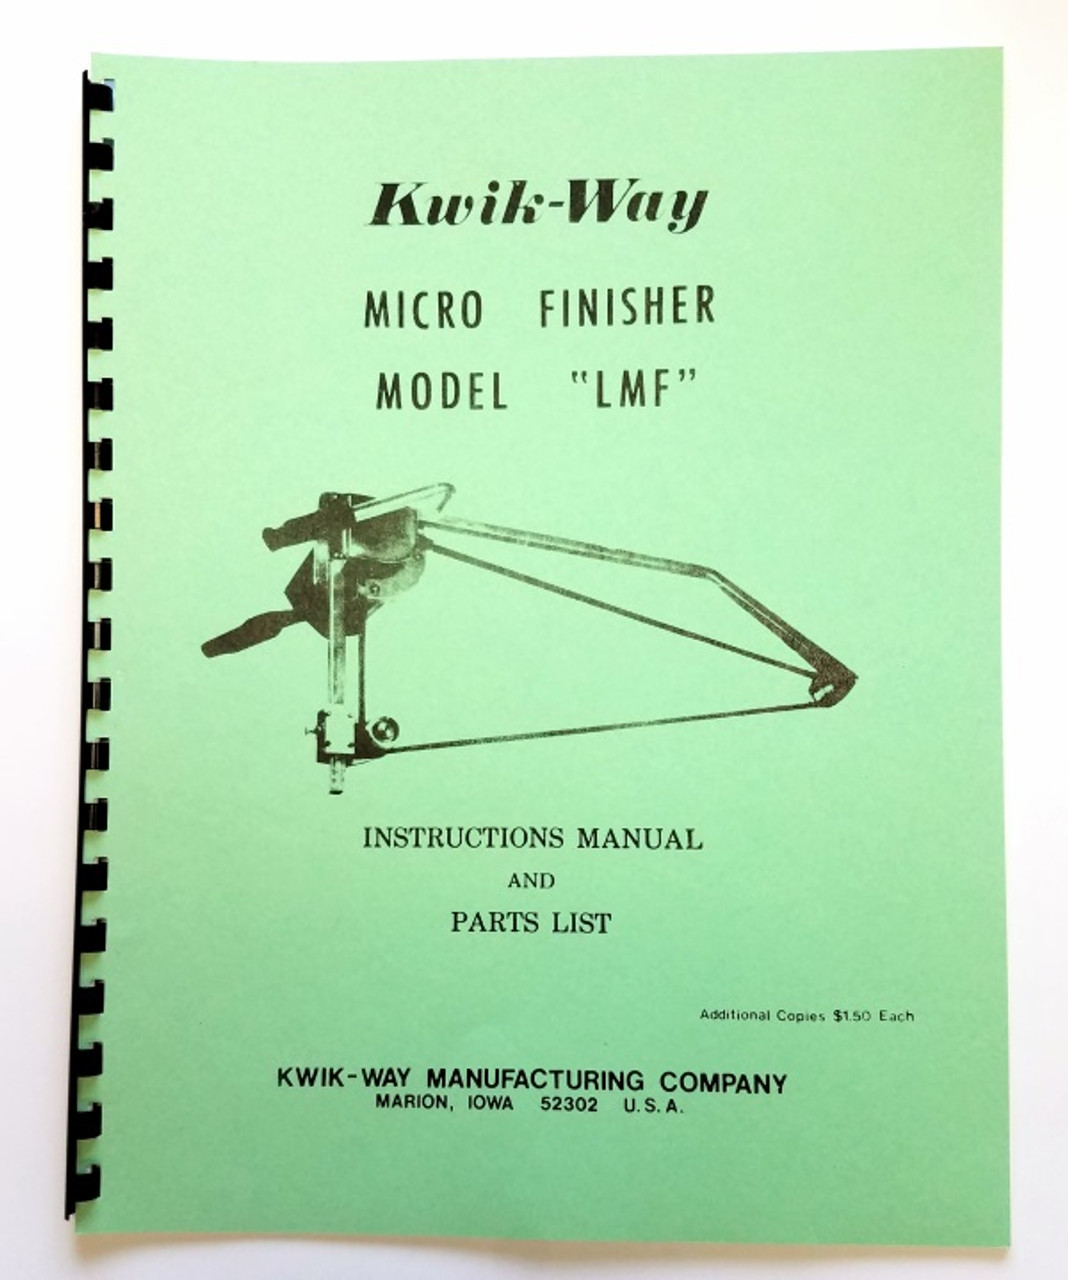 Kwik-Way
MICRO FINISHER
MODEL "LMF"
INSTRUCTIONS MANUAL
AND
PARTS LIST
Additional Copies $1.50 Each
KWIK-WAY MANUFACTURING COMPANY
MARION, IOWA 52302 U.S.A.